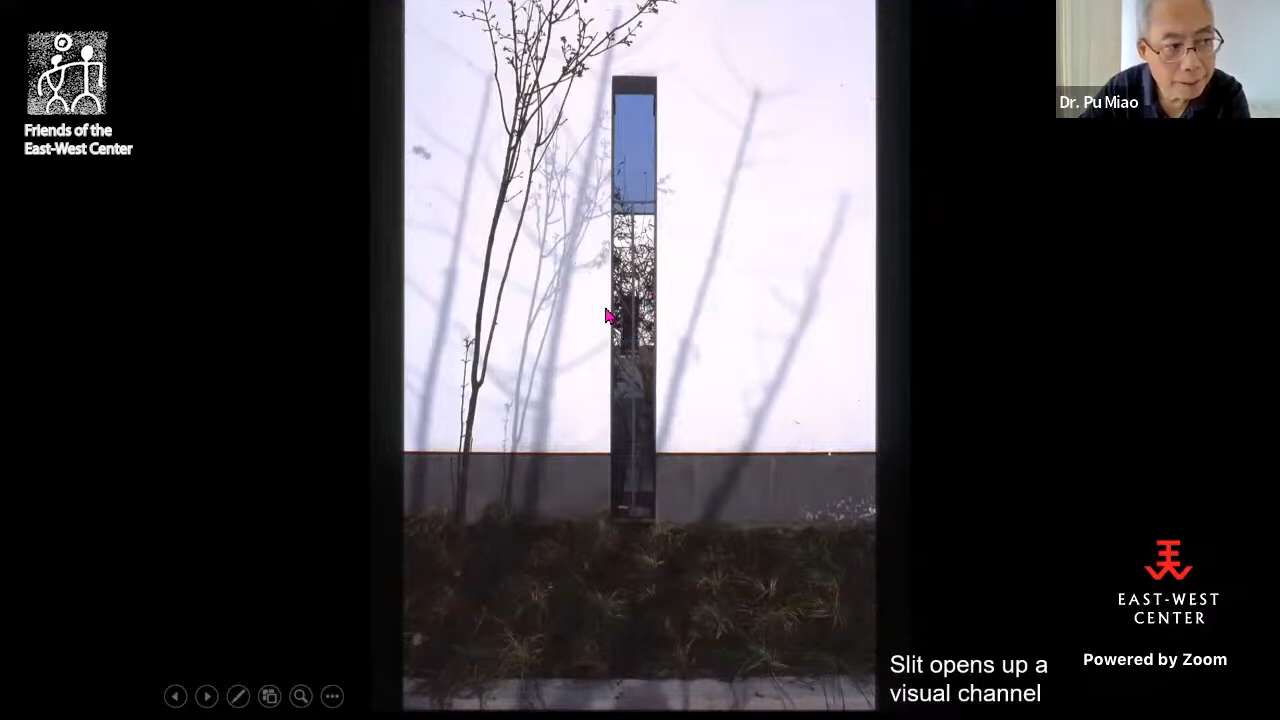 Friends of the
East-West Center
Dr. Pu Miao
Slit opens up a
visual channel
EAST-WEST
CENTER
Powered by Zoom